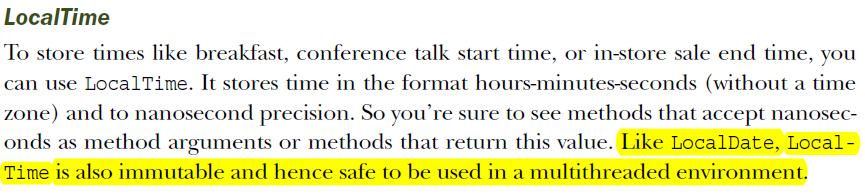 LocalTime
To store times like breakfast, conference talk start time, or in-store sale end time, you
can use LocalTime. It stores time in the format hours-minutes-seconds (without a time
zone) and to nanosecond precision. So you're sure to see methods that accept nanosec-
onds as method arguments or methods that return this value. Like LocalDate, Local-
Time is also immutable and hence safe to be used in a multithreaded environment.